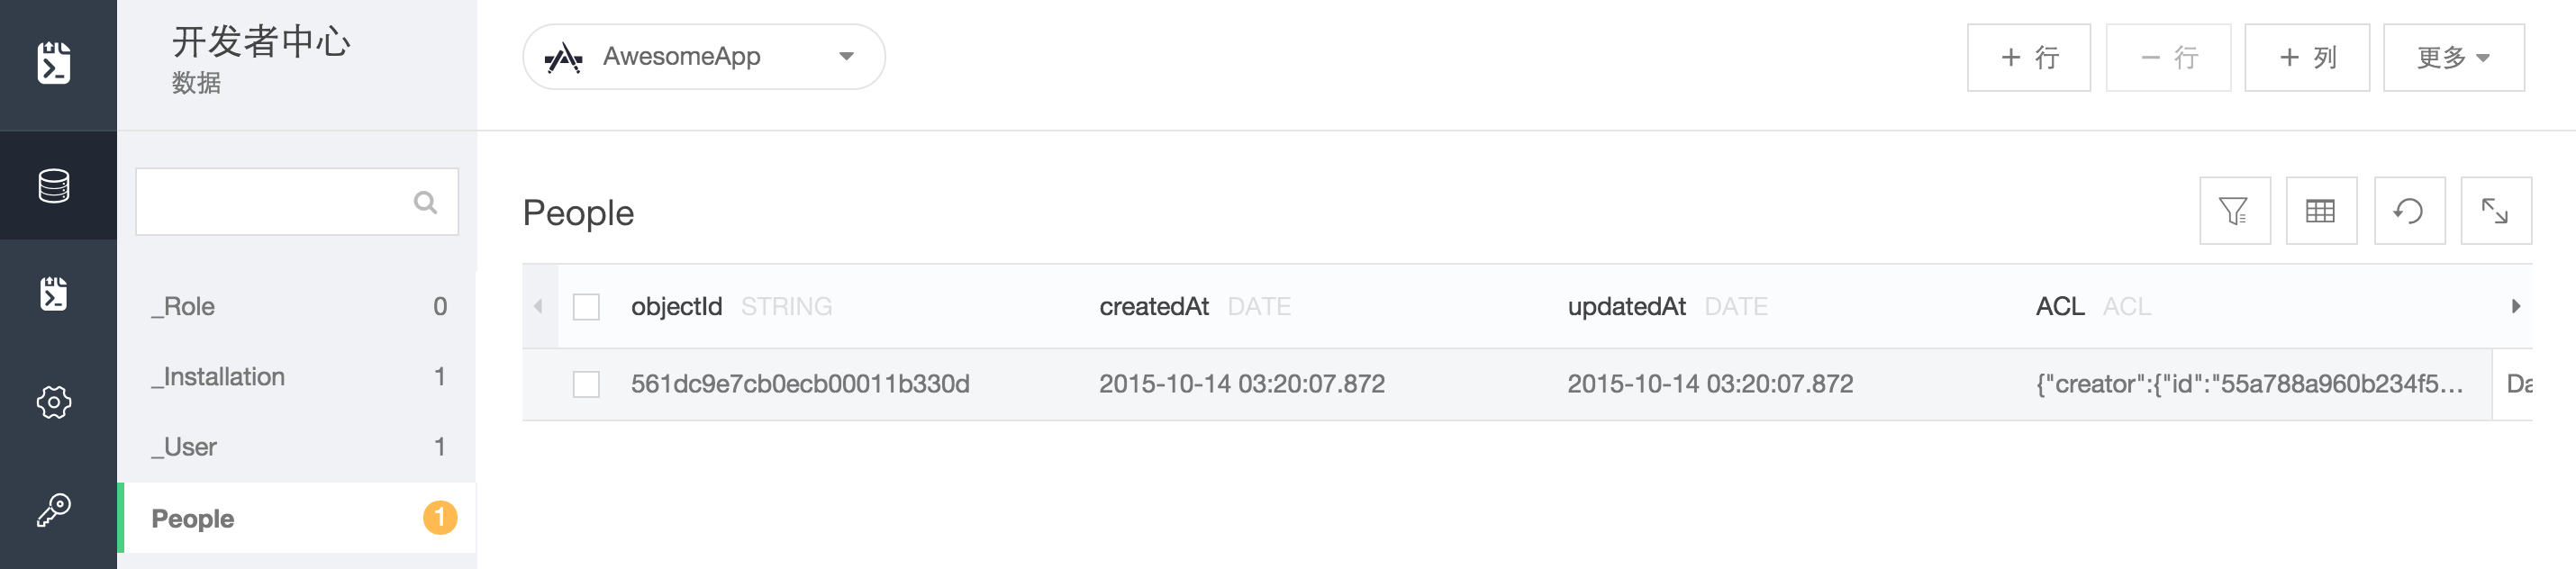 开发者中心
数据
AwesomeApp
+ 行
− 行
+ 列
更多
_Role 0
_Installation 1
_User 1
People 1
People
objectId STRING createdAt DATE updatedAt DATE ACL ACL
561dc9e7cb0ecb00011b330d 2015-10-14 03:20:07.872 2015-10-14 03:20:07.872 {"creator":{"id":"55a788a960b234f5... Da